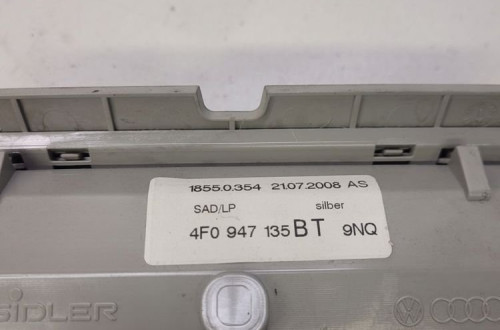 1855.0.354 21.07.2008 AS
SAD/LP silber
4F0 947 135 BT 9NQ
SIDLER